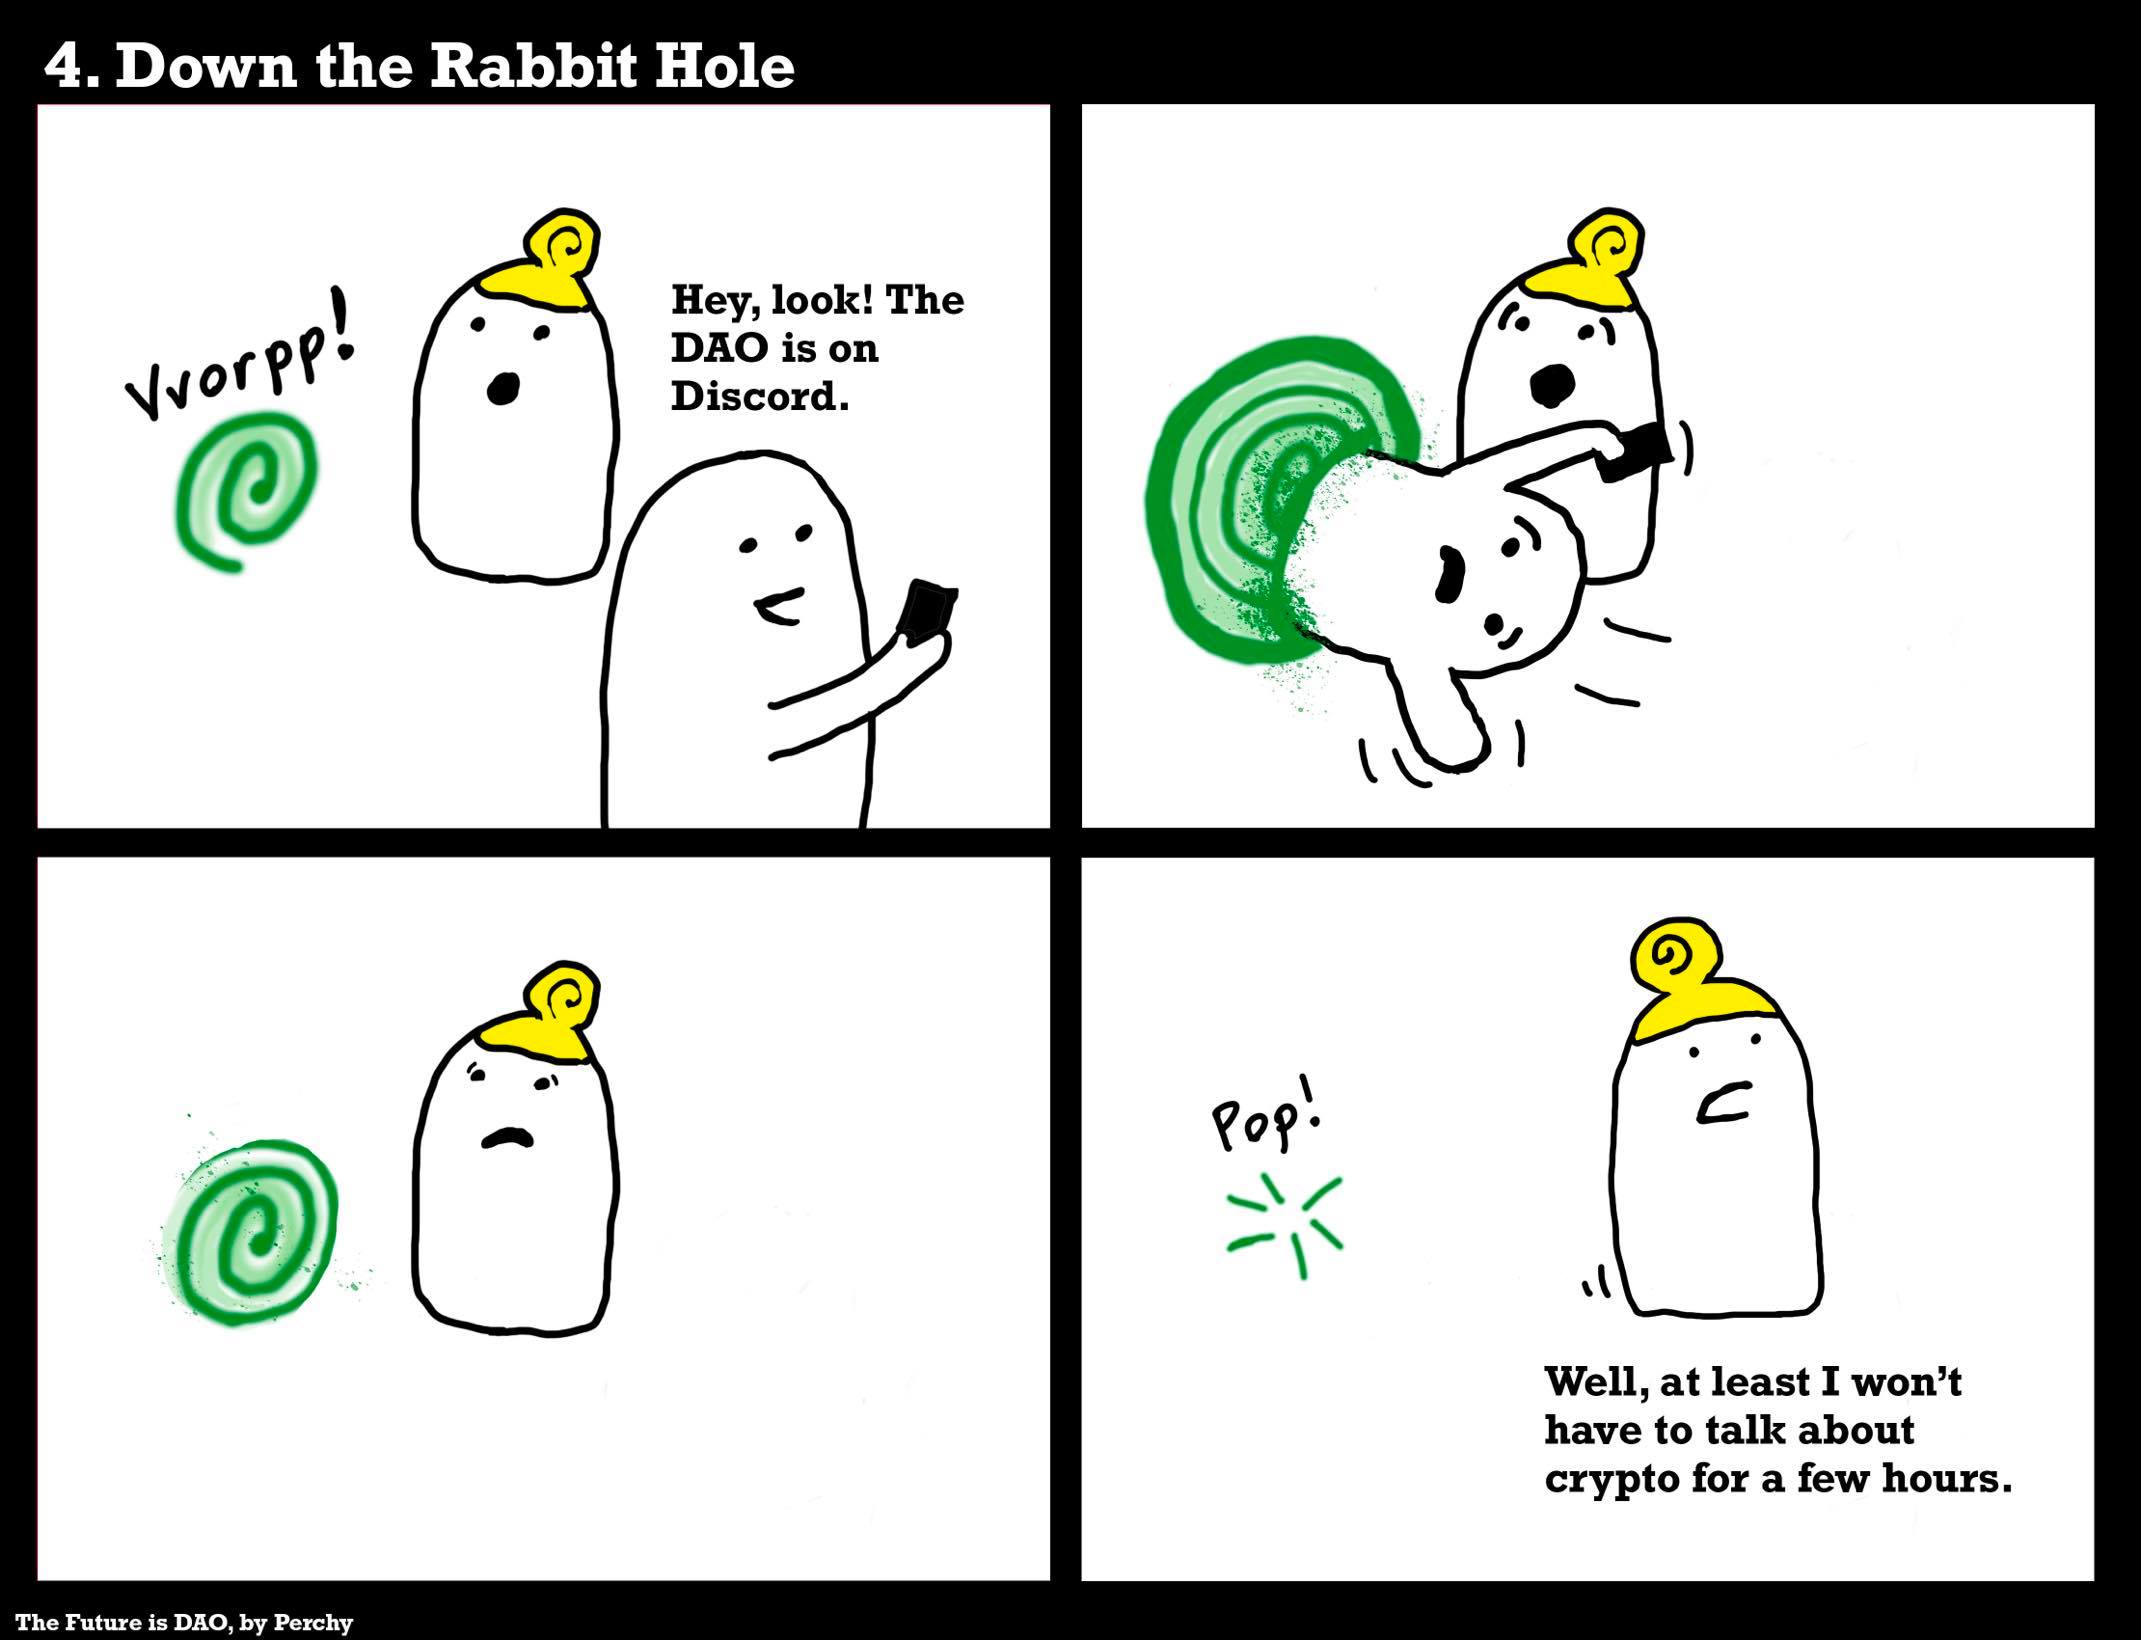 4. Down the Rabbit Hole
Vvorpp!
Hey, look! The
DAO is on
Discord.
Pop!
Well, at least I won't
have to talk about
crypto for a few hours.
The Future is DAO, by Perchy